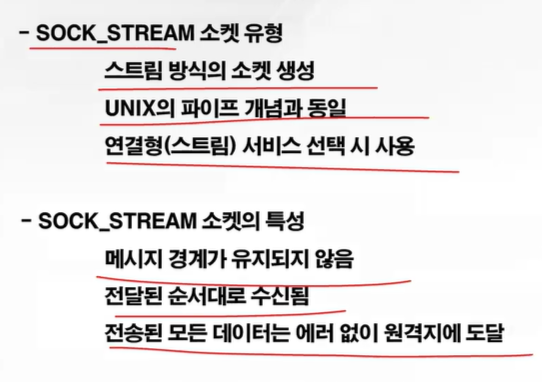 - SOCK_STREAM 소켓 유형
스트림 방식의 소켓 생성
UNIX의 파이프 개념과 동일
연결형(스트림) 서비스 선택 시 사용
- SOCK_STREAM 소켓의 특성
메시지 경계가 유지되지 않음
전달된 순서대로 수신됨
전송된 모든 데이터는 에러 없이 원격지에 도달